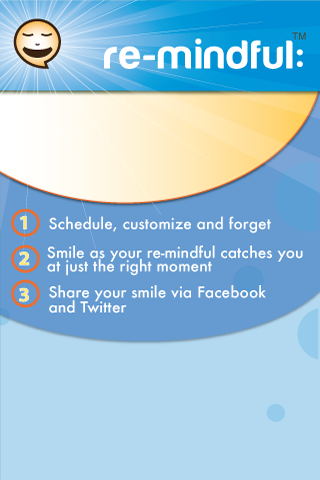 re-mindful:™
1 Schedule, customize and forget
2 Smile as your re-mindful catches you
at just the right moment
3 Share your smile via Facebook
and Twitter